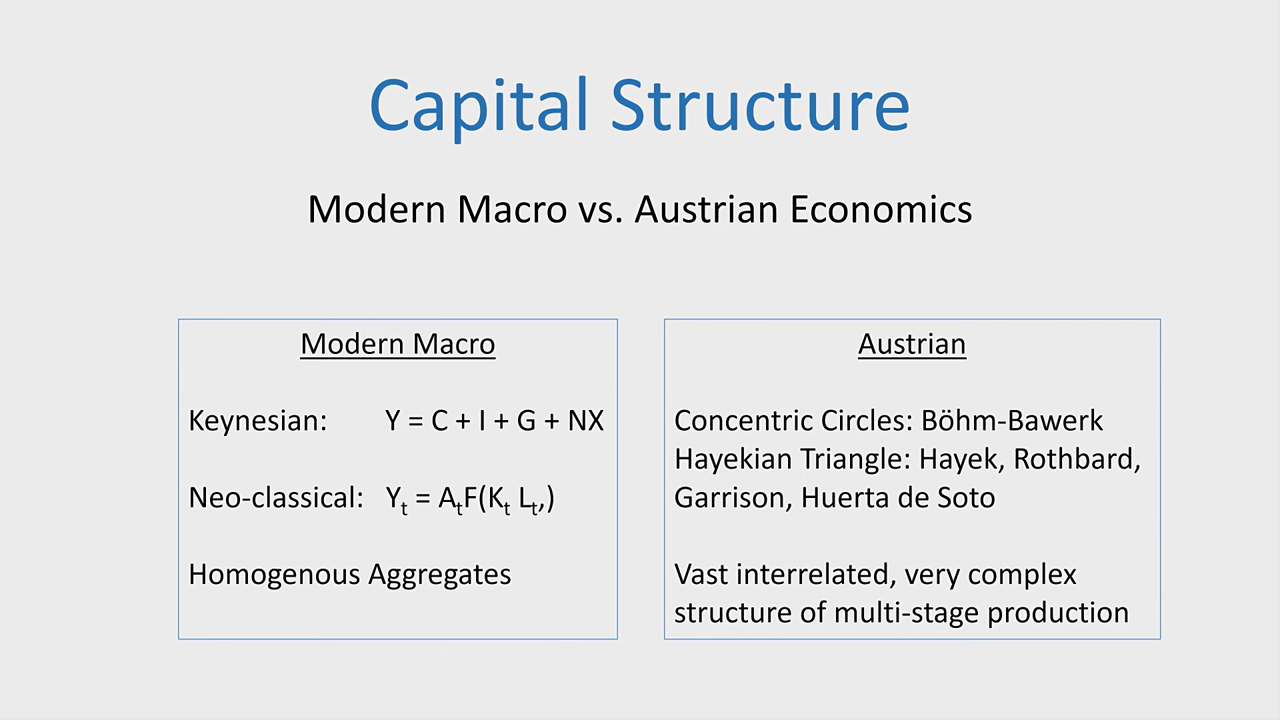 Capital Structure
Modern Macro vs. Austrian Economics
Modern Macro
Keynesian: Y = C + I + G + NX
Neo-classical: Yₜ = AₜF(Kₜ Lₜ,)
Homogenous Aggregates
Austrian
Concentric Circles: Böhm-Bawerk
Hayekian Triangle: Hayek, Rothbard,
Garrison, Huerta de Soto
Vast interrelated, very complex
structure of multi-stage production